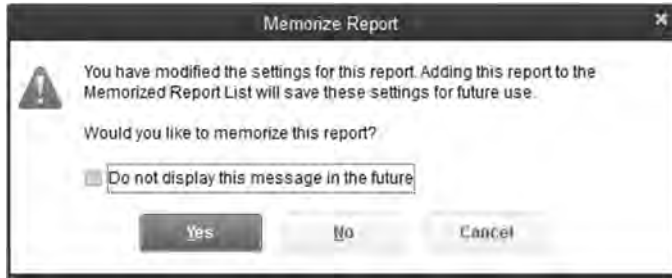 Memorize Report
You have modified the settings for this report. Adding this report to the
Memorized Report List will save these settings for future use.
Would you like to memorize this report?
Do not display this message in the future
Yes
No
Cancel